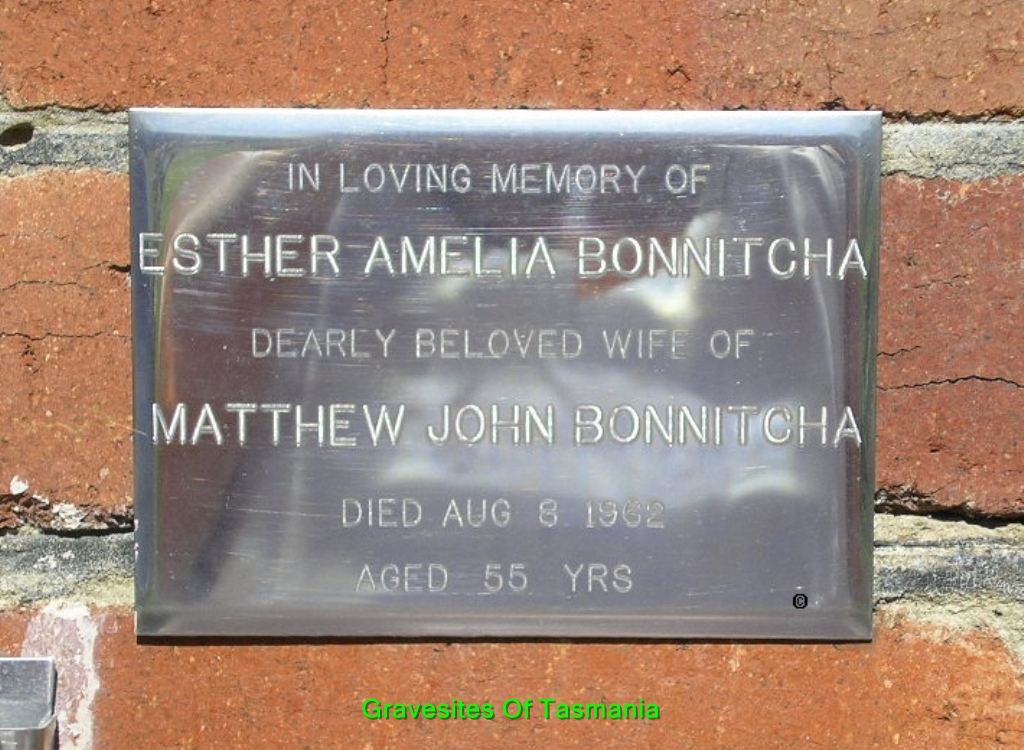 IN LOVING MEMORY OF
ESTHER AMELIA BONNITCHA
DEARLY BELOVED WIFE OF
MATTHEW JOHN BONNITCHA
DIED AUG 8 1962
AGED 55 YRS
©
Gravesites Of Tasmania